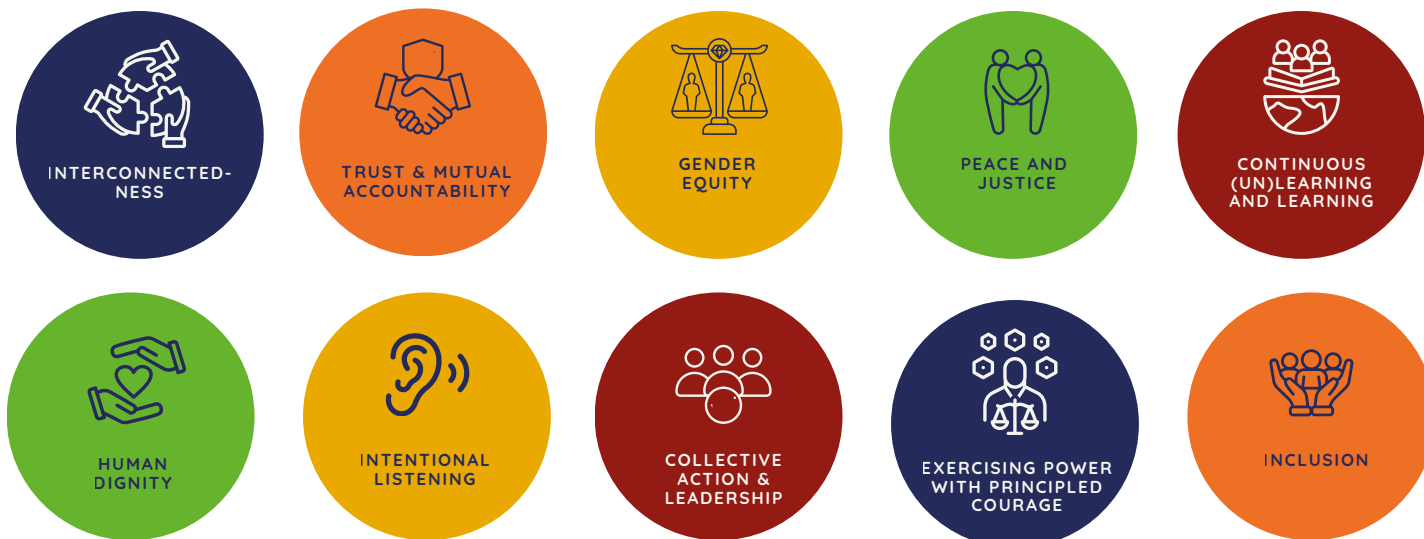 INTERCONNECTED-
NESS
TRUST & MUTUAL
ACCOUNTABILITY
GENDER
EQUITY
PEACE AND
JUSTICE
CONTINUOUS
(UN)LEARNING
AND LEARNING
HUMAN
DIGNITY
INTENTIONAL
LISTENING
COLLECTIVE
ACTION &
LEADERSHIP
EXERCISING POWER
WITH PRINCIPLED
COURAGE
INCLUSION